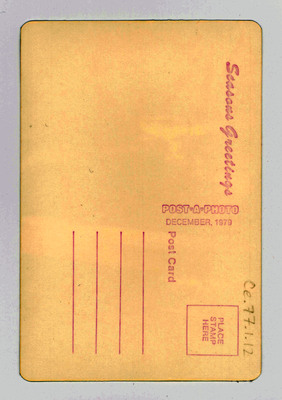 Seasons Greetings
POST-A-PHOTO
DECEMBER, 1979
Post Card
PLACE
STAMP
HERE
Ce.77.1.12